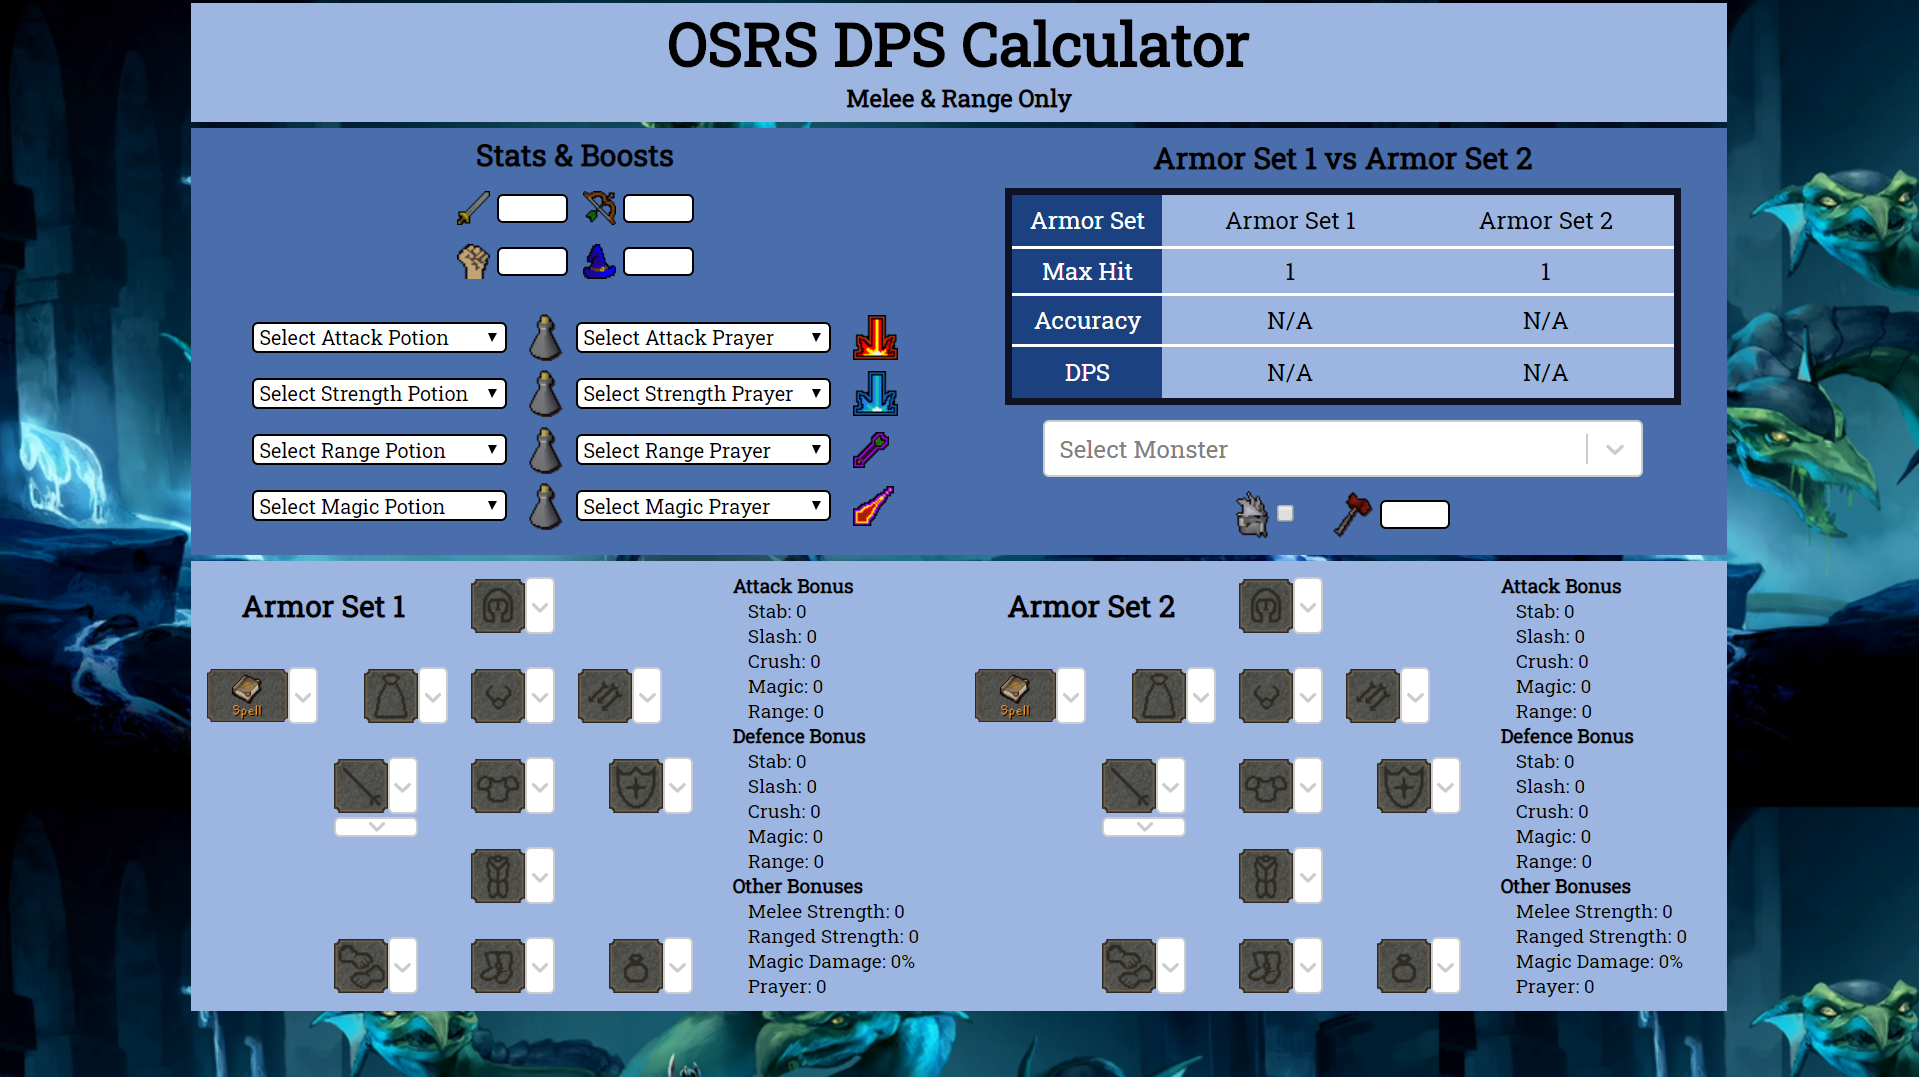 OSRS DPS Calculator
Melee & Range Only
Stats & Boosts
Select Attack Potion
Select Attack Prayer
Select Strength Potion
Select Strength Prayer
Select Range Potion
Select Range Prayer
Select Magic Potion
Select Magic Prayer
Armor Set 1 vs Armor Set 2
Armor Set Armor Set 1 Armor Set 2
Max Hit 1 1
Accuracy N/A N/A
DPS N/A N/A
Select Monster
Armor Set 1
Spell
Attack Bonus
Stab: 0
Slash: 0
Crush: 0
Magic: 0
Range: 0
Defence Bonus
Stab: 0
Slash: 0
Crush: 0
Magic: 0
Range: 0
Other Bonuses
Melee Strength: 0
Ranged Strength: 0
Magic Damage: 0%
Prayer: 0
Armor Set 2
Spell
Attack Bonus
Stab: 0
Slash: 0
Crush: 0
Magic: 0
Range: 0
Defence Bonus
Stab: 0
Slash: 0
Crush: 0
Magic: 0
Range: 0
Other Bonuses
Melee Strength: 0
Ranged Strength: 0
Magic Damage: 0%
Prayer: 0